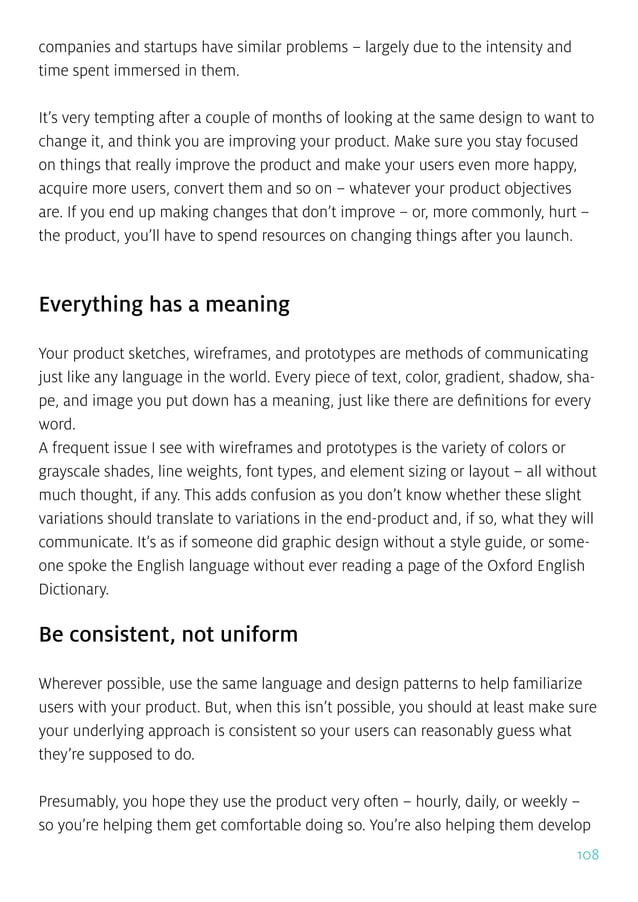 companies and startups have similar problems – largely due to the intensity and
time spent immersed in them.
It’s very tempting after a couple of months of looking at the same design to want to
change it, and think you are improving your product. Make sure you stay focused
on things that really improve the product and make your users even more happy,
acquire more users, convert them and so on – whatever your product objectives
are. If you end up making changes that don’t improve – or, more commonly, hurt –
the product, you’ll have to spend resources on changing things after you launch.
Everything has a meaning
Your product sketches, wireframes, and prototypes are methods of communicating
just like any language in the world. Every piece of text, color, gradient, shadow, sha-
pe, and image you put down has a meaning, just like there are definitions for every
word.
A frequent issue I see with wireframes and prototypes is the variety of colors or
grayscale shades, line weights, font types, and element sizing or layout – all without
much thought, if any. This adds confusion as you don’t know whether these slight
variations should translate to variations in the end-product and, if so, what they will
communicate. It’s as if someone did graphic design without a style guide, or some-
one spoke the English language without ever reading a page of the Oxford English
Dictionary.
Be consistent, not uniform
Wherever possible, use the same language and design patterns to help familiarize
users with your product. But, when this isn’t possible, you should at least make sure
your underlying approach is consistent so your users can reasonably guess what
they’re supposed to do.
Presumably, you hope they use the product very often – hourly, daily, or weekly –
so you’re helping them get comfortable doing so. You’re also helping them develop
108